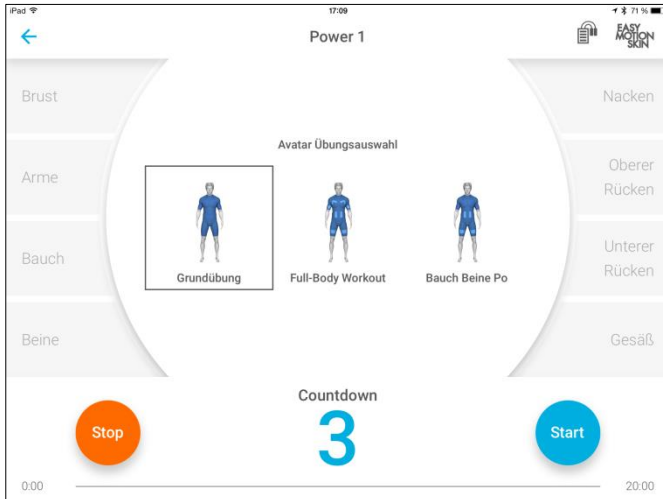 iPad 17:09 71 %
Power 1
EASY
MOTION
SKIN
Brust
Arme
Bauch
Beine
Avatar Übungsauswahl
Grundübung Full-Body Workout Bauch Beine Po
Nacken
Oberer
Rücken
Unterer
Rücken
Gesäß
Stop
Countdown
3
Start
0:00 20:00